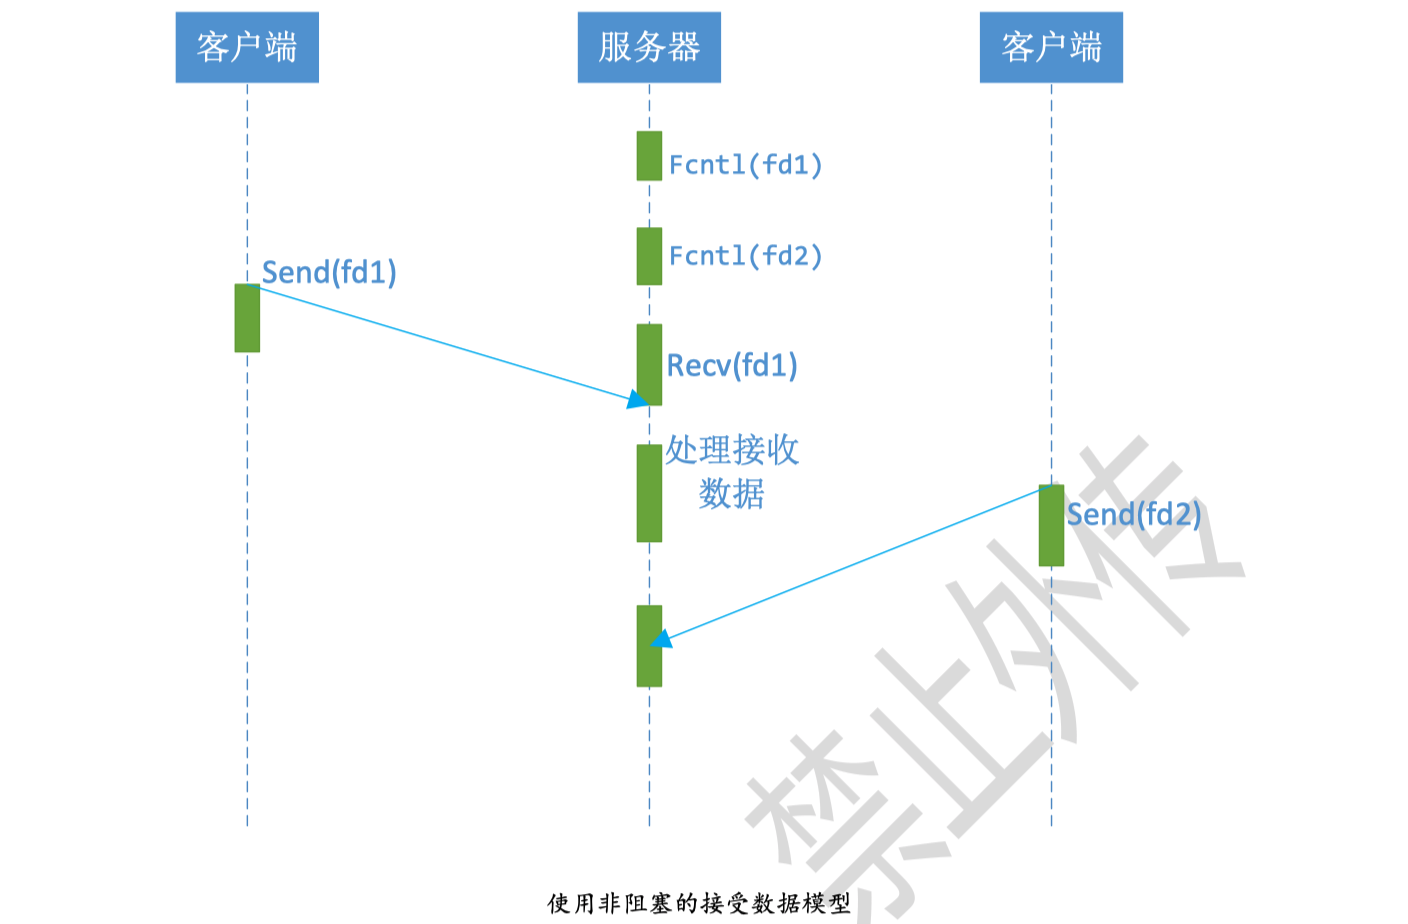 客户端
服务器
客户端
Fcntl(fd1)
Fcntl(fd2)
Send(fd1)
Recv(fd1)
处理接收
数据
Send(fd2)
禁止外传
使用非阻塞的接受数据模型